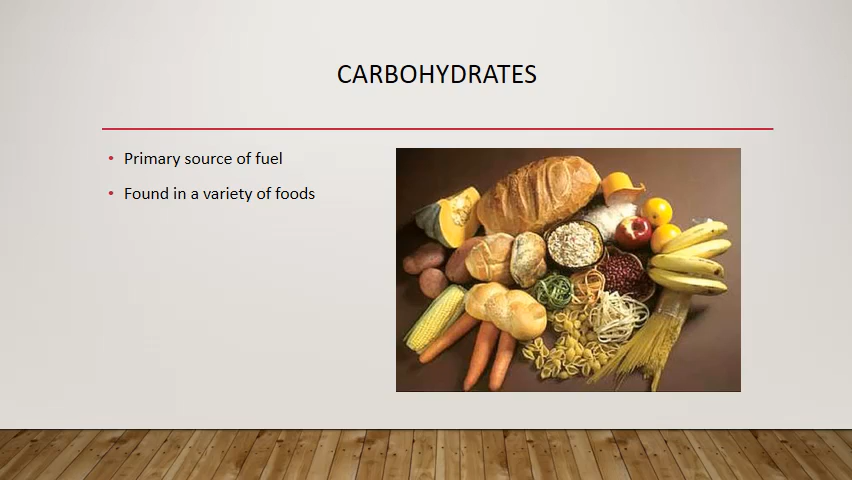 CARBOHYDRATES
• Primary source of fuel
• Found in a variety of foods